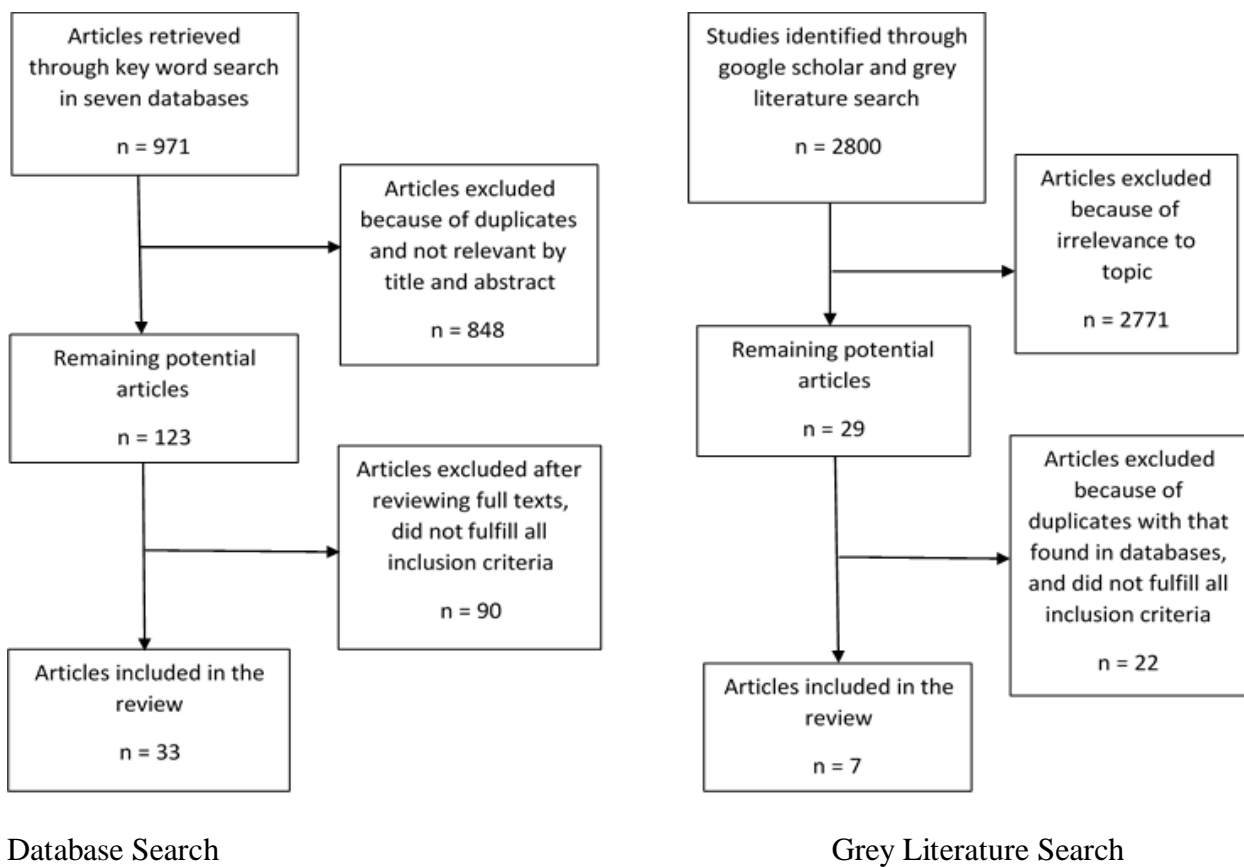 Articles retrieved
through key word search
in seven databases
n = 971
Articles excluded
because of duplicates
and not relevant by
title and abstract
n = 848
Remaining potential
articles
n = 123
Articles excluded after
reviewing full texts,
did not fulfill all
inclusion criteria
n = 90
Articles included in the
review
n = 33
Database Search
Studies identified through
google scholar and grey
literature search
n = 2800
Articles excluded
because of
irrelevance to
topic
n = 2771
Remaining potential
articles
n = 29
Articles excluded
because of
duplicates with that
found in databases,
and did not fulfill all
inclusion criteria
n = 22
Articles included in the
review
n = 7
Grey Literature Search